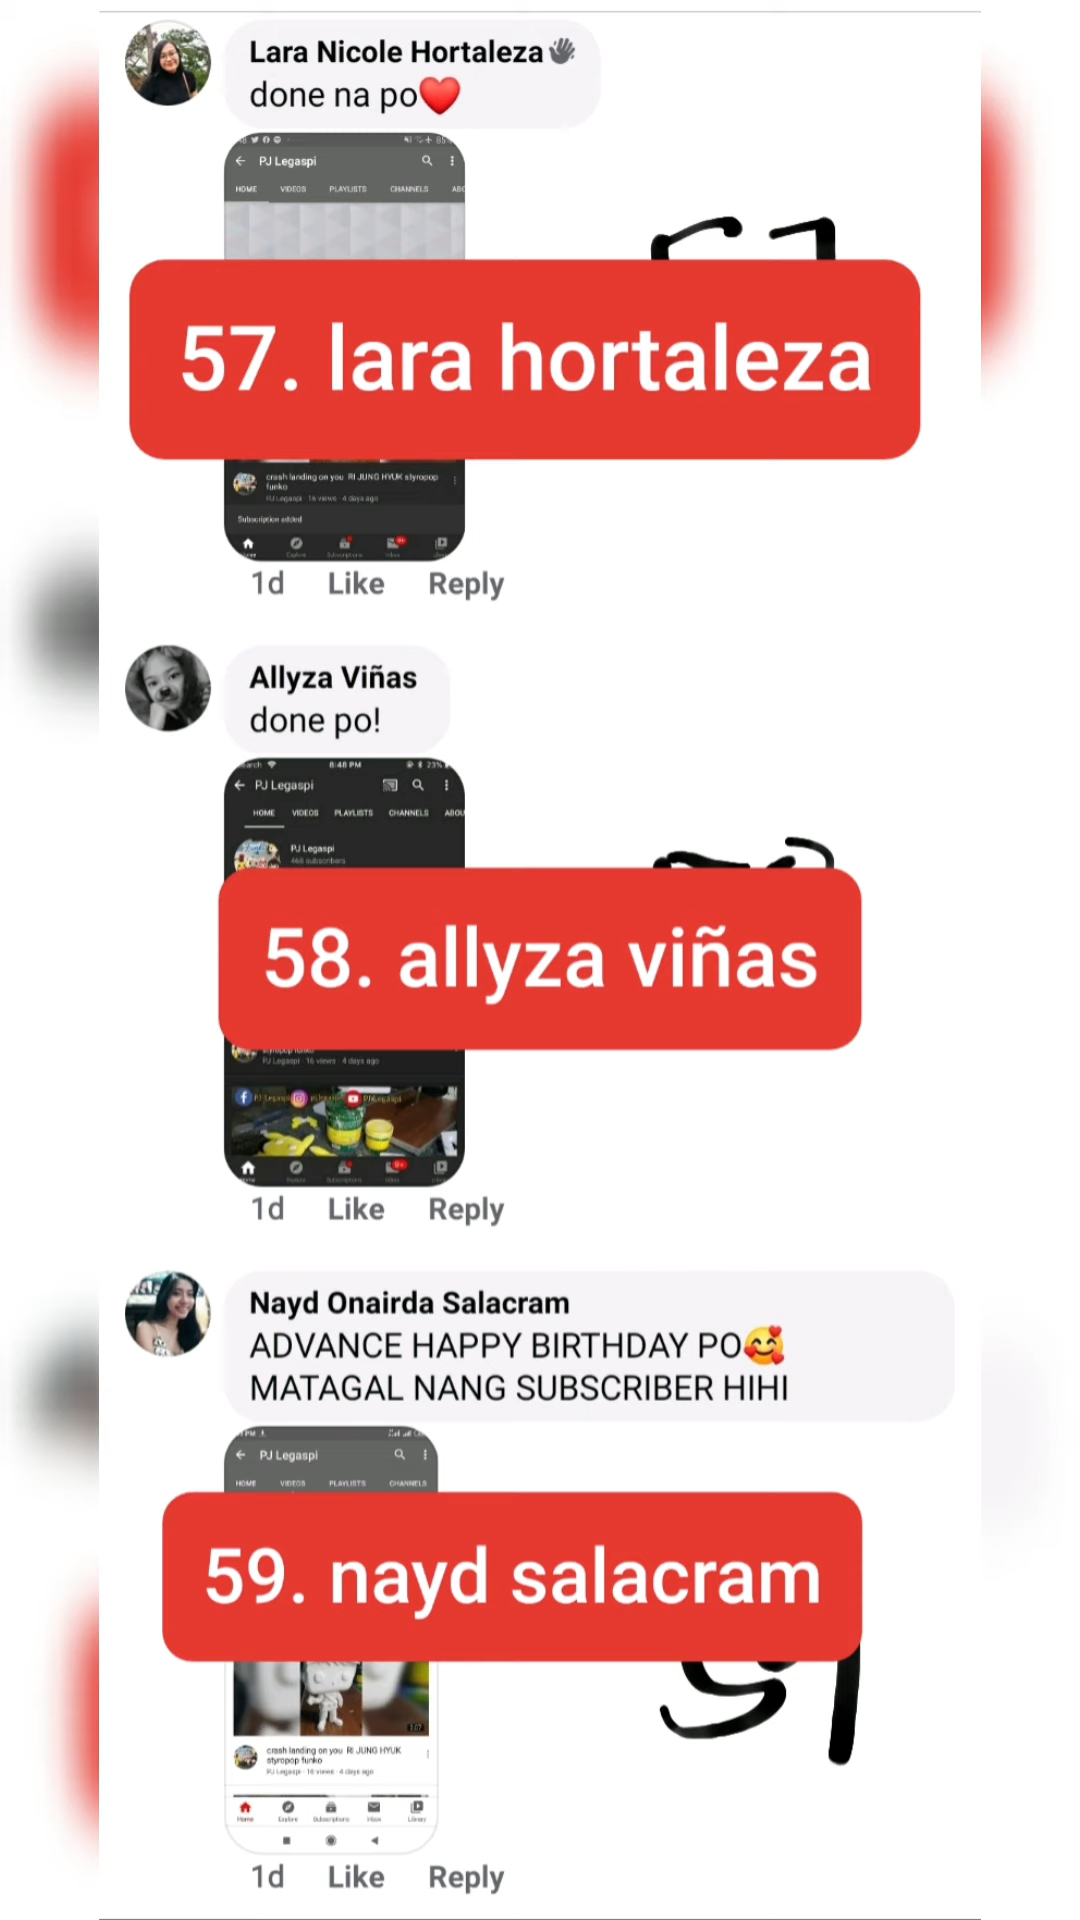 Lara Nicole Hortaleza
done na po
PJ Legaspi
HOME VIDEOS PLAYLISTS CHANNELS
57. lara hortaleza
crash landing on you RI JUNG HYUK styropop
funko
PJ Legaspi · 16 views · 4 days ago
Subscription added
1d Like Reply
Allyza Viñas
done po!
8:48 PM 23%
PJ Legaspi
HOME VIDEOS PLAYLISTS CHANNELS ABOU
PJ Legaspi
468 subscribers
58. allyza viñas
styropop funko
PJ Legaspi · 16 views · 4 days ago
1d Like Reply
Nayd Onairda Salacram
ADVANCE HAPPY BIRTHDAY PO
MATAGAL NANG SUBSCRIBER HIHI
PJ Legaspi
HOME VIDEOS PLAYLISTS CHANNELS
59. nayd salacram
59
crash landing on you RI JUNG HYUK
styropop funko
PJ Legaspi · 16 views · 4 days ago
Home Explore Subscriptions Inbox Library
1d Like Reply